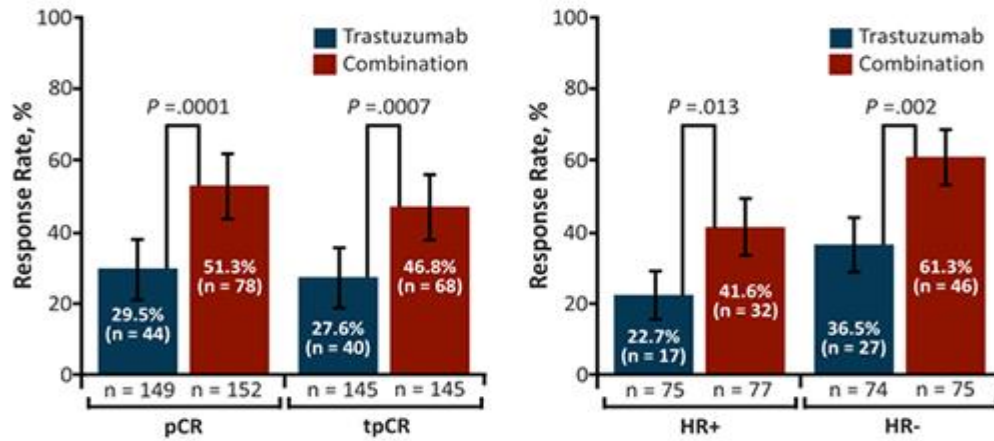 100
80
60
40
20
0
Response Rate, %
Trastuzumab
Combination
P =.0001
P =.0007
29.5%
(n = 44)
51.3%
(n = 78)
27.6%
(n = 40)
46.8%
(n = 68)
n = 149 n = 152
n = 145 n = 145
pCR
tpCR
100
80
60
40
20
0
Response Rate, %
Trastuzumab
Combination
P =.013
P =.002
22.7%
(n = 17)
41.6%
(n = 32)
36.5%
(n = 27)
61.3%
(n = 46)
n = 75 n = 77
n = 74 n = 75
HR+
HR-